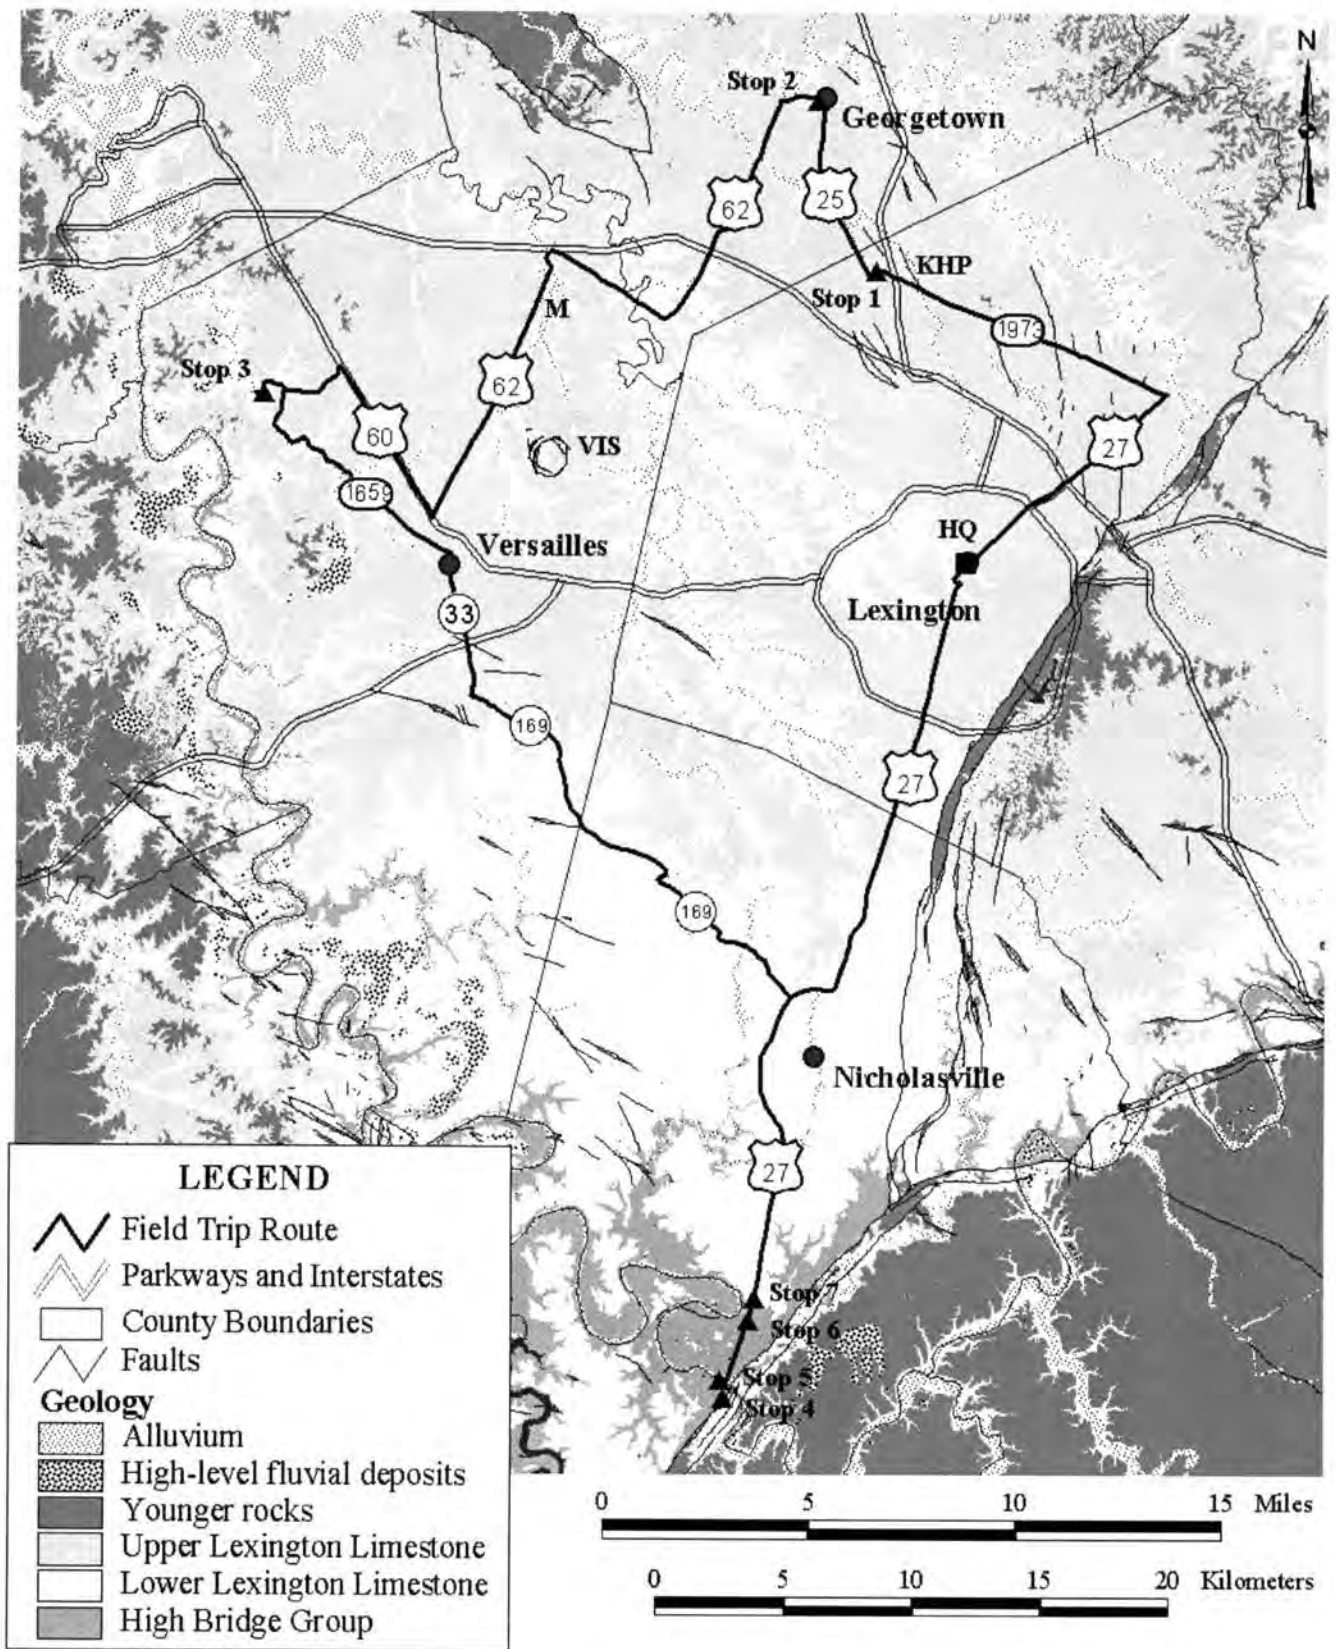 N
Stop 2
Georgetown
62
25
KHP
Stop 1
1973
M
Stop 3
62
60
27
VIS
1659
HQ
Versailles
33
Lexington
169
27
169
Nicholasville
27
Stop 7
Stop 6
Stop 5
Stop 4
LEGEND
Field Trip Route
Parkways and Interstates
County Boundaries
Faults
Geology
Alluvium
High-level fluvial deposits
Younger rocks
Upper Lexington Limestone
Lower Lexington Limestone
High Bridge Group
0 5 10 15 Miles
0 5 10 15 20 Kilometers